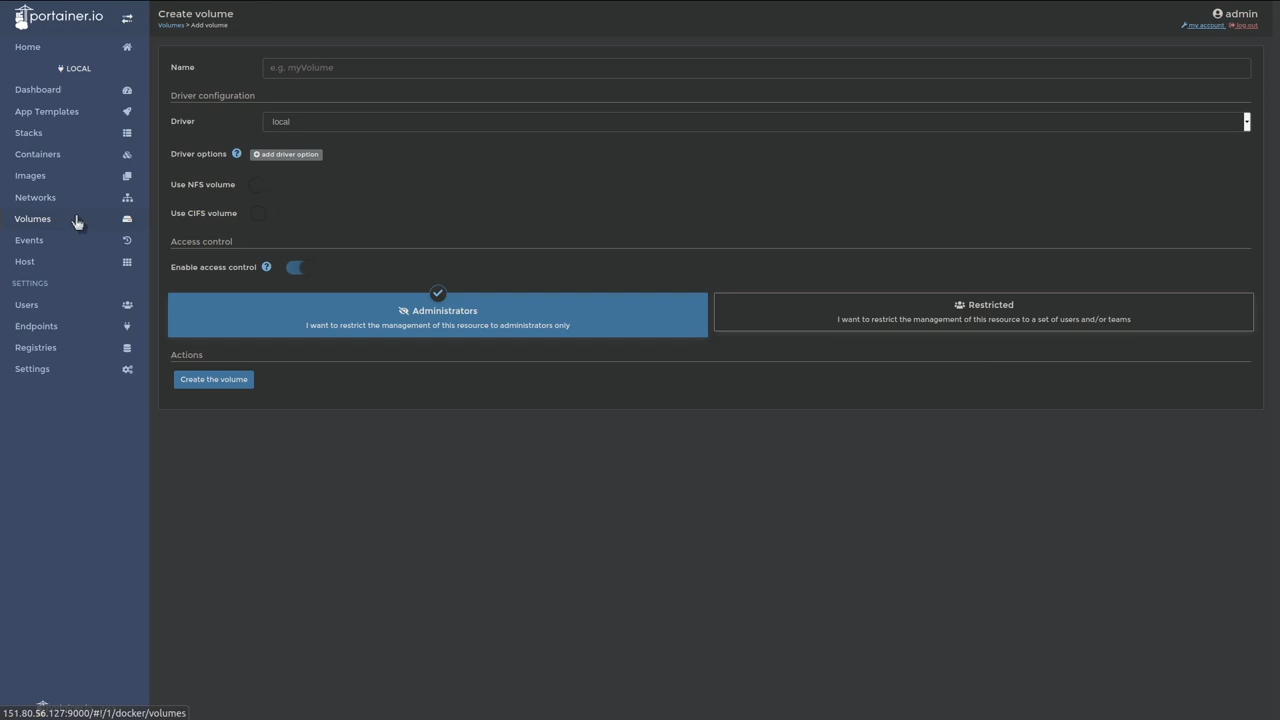 portainer.io
Home
LOCAL
Dashboard
App Templates
Stacks
Containers
Images
Networks
Volumes
Events
Host
SETTINGS
Users
Endpoints
Registries
Settings
151.80.56.127:9000/#!/1/docker/volumes
Create volume
Volumes > Add volume
admin
my account log out
Name e.g. myVolume
Driver configuration
Driver local
Driver options add driver option
Use NFS volume
Use CIFS volume
Access control
Enable access control
Administrators
I want to restrict the management of this resource to administrators only
Restricted
I want to restrict the management of this resource to a set of users and/or teams
Actions
Create the volume